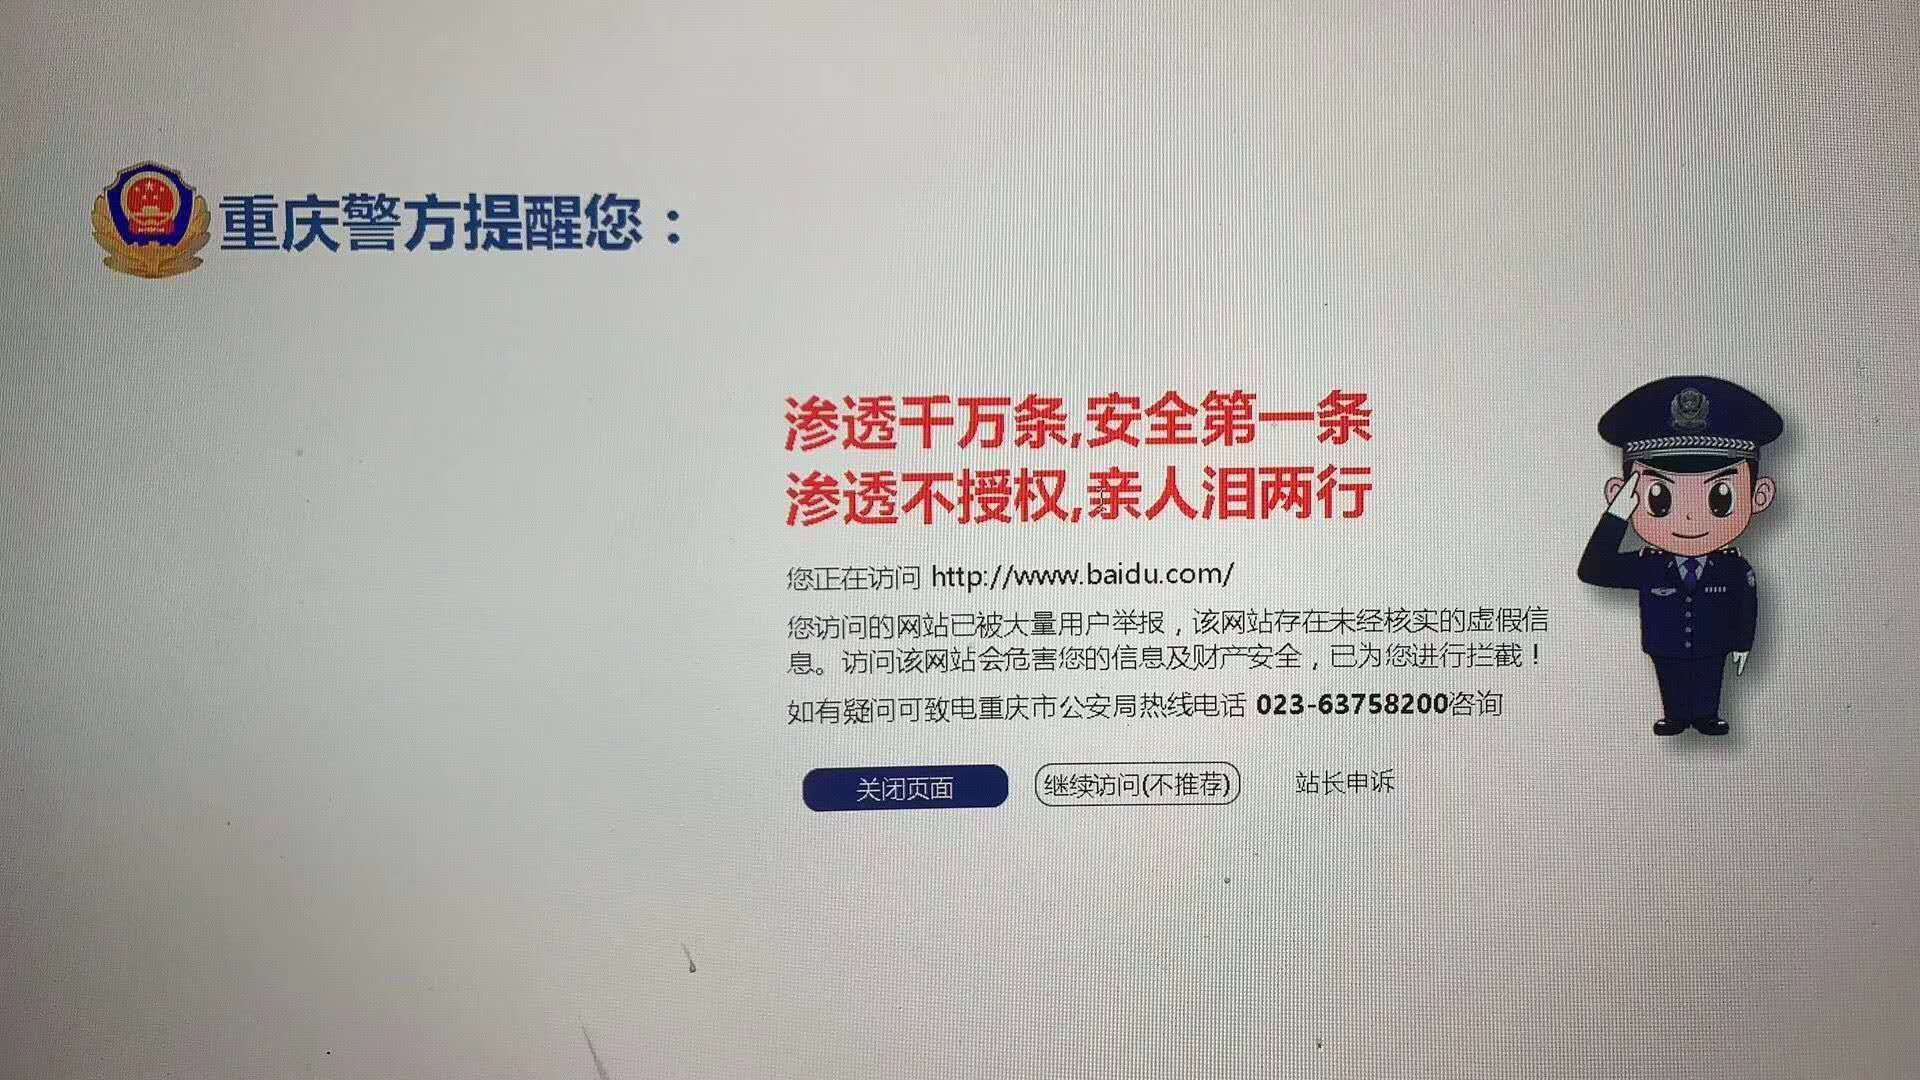 重庆警方提醒您：
渗透千万条,安全第一条
渗透不授权,亲人泪两行
您正在访问 http://www.baidu.com/
您访问的网站已被大量用户举报，该网站存在未经核实的虚假信
息。访问该网站会危害您的信息及财产安全，已为您进行拦截！
如有疑问可致电重庆市公安局热线电话 023-63758200咨询
关闭页面 继续访问(不推荐) 站长申诉